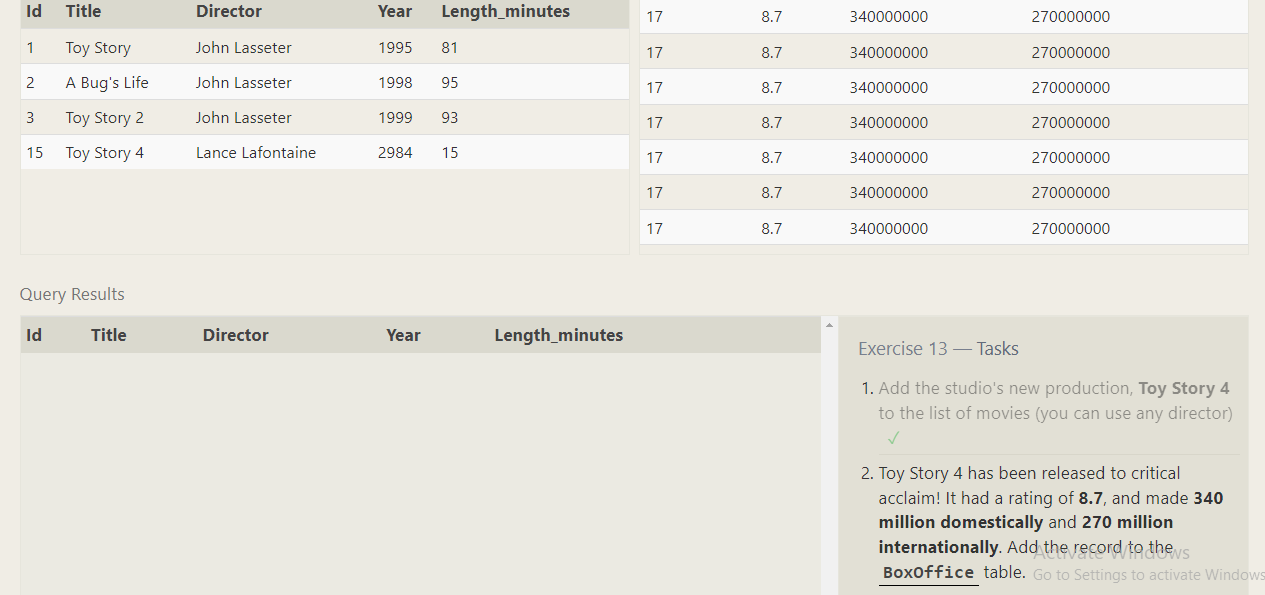 Id Title Director Year Length_minutes
1 Toy Story John Lasseter 1995 81
2 A Bug's Life John Lasseter 1998 95
3 Toy Story 2 John Lasseter 1999 93
15 Toy Story 4 Lance Lafontaine 2984 15
17 8.7 340000000 270000000
17 8.7 340000000 270000000
17 8.7 340000000 270000000
17 8.7 340000000 270000000
17 8.7 340000000 270000000
17 8.7 340000000 270000000
17 8.7 340000000 270000000
Query Results
Id Title Director Year Length_minutes
Exercise 13 — Tasks
1. Add the studio's new production, Toy Story 4
to the list of movies (you can use any director)
✓
2. Toy Story 4 has been released to critical
acclaim! It had a rating of 8.7, and made 340
million domestically and 270 million
internationally. Add the record to the
BoxOffice table.
Activate Windows
Go to Settings to activate Windows